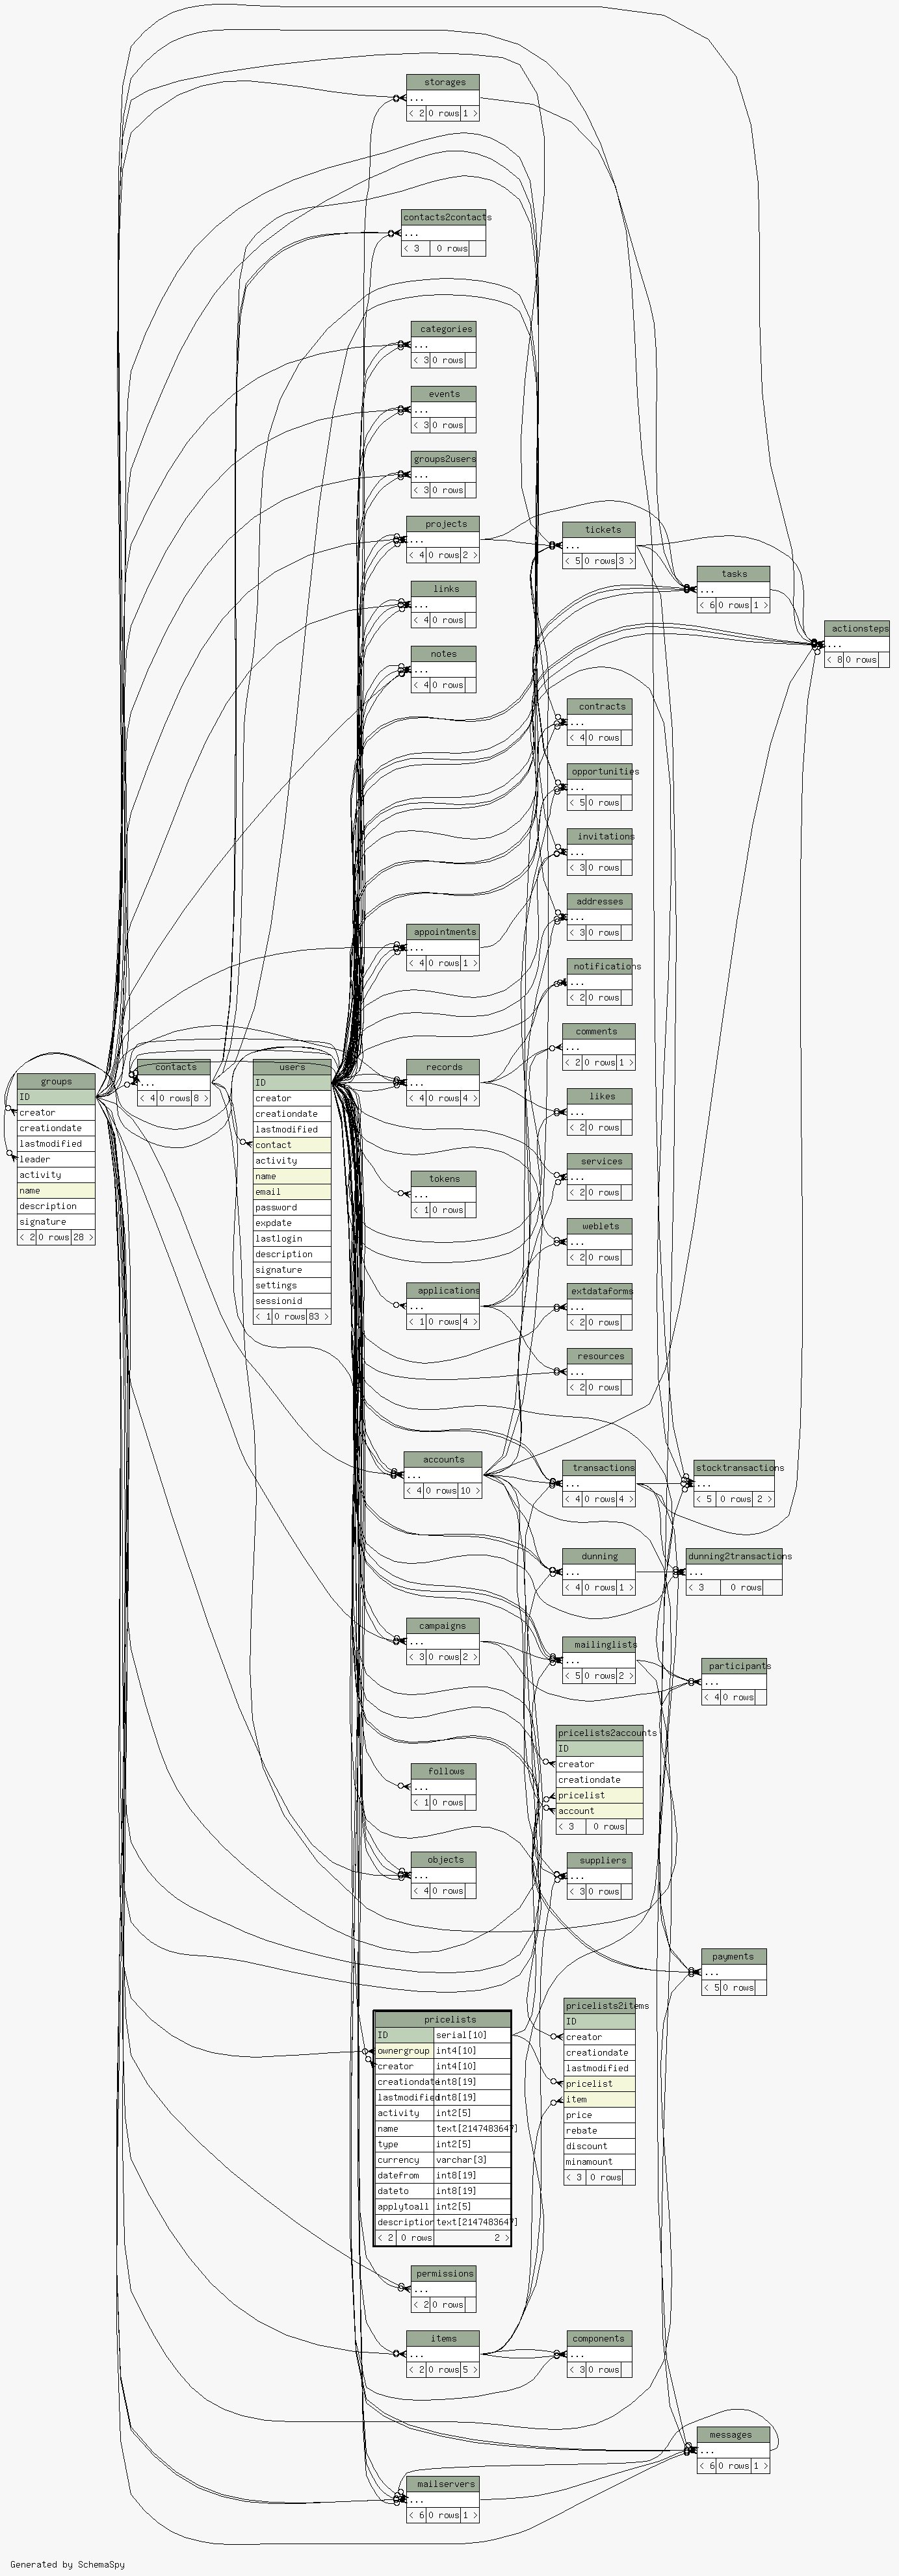 storages
...
< 2 0 rows 1 >
contacts2contacts
...
< 3 0 rows
categories
...
< 3 0 rows
events
...
< 3 0 rows
groups2users
...
< 3 0 rows
projects
...
< 4 0 rows 2 >
tickets
...
< 5 0 rows 3 >
tasks
...
< 6 0 rows 1 >
actionsteps
...
< 8 0 rows
links
...
< 4 0 rows
notes
...
< 4 0 rows
contracts
...
< 4 0 rows
opportunities
...
< 5 0 rows
invitations
...
< 3 0 rows
addresses
...
< 3 0 rows
appointments
...
< 4 0 rows 1 >
notifications
...
< 2 0 rows
comments
...
< 2 0 rows 1 >
groups
ID
creator
creationdate
lastmodified
leader
activity
name
description
signature
< 2 0 rows 28 >
contacts
...
< 4 0 rows 8 >
users
ID
creator
creationdate
lastmodified
contact
activity
name
email
password
expdate
lastlogin
description
signature
settings
sessionid
< 1 0 rows 83 >
records
...
< 4 0 rows 4 >
likes
...
< 2 0 rows
services
...
< 2 0 rows
tokens
...
< 1 0 rows
weblets
...
< 2 0 rows
applications
...
< 1 0 rows 4 >
extdataforms
...
< 2 0 rows
resources
...
< 2 0 rows
accounts
...
< 4 0 rows 10 >
transactions
...
< 4 0 rows 4 >
stocktransactions
...
< 5 0 rows 2 >
dunning
...
< 4 0 rows 1 >
dunning2transactions
...
< 3 0 rows
campaigns
...
< 3 0 rows 2 >
mailinglists
...
< 5 0 rows 2 >
participants
...
< 4 0 rows
pricelists2accounts
ID
creator
creationdate
pricelist
account
< 3 0 rows
follows
...
< 1 0 rows
objects
...
< 4 0 rows
suppliers
...
< 3 0 rows
payments
...
< 5 0 rows
pricelists
ID serial[10]
ownergroup int4[10]
creator int4[10]
creationdate int8[19]
lastmodified int8[19]
activity int2[5]
name text[2147483647]
type int2[5]
currency varchar[3]
datefrom int8[19]
dateto int8[19]
applytoall int2[5]
description text[2147483647]
< 2 0 rows 2 >
pricelists2items
ID
creator
creationdate
lastmodified
pricelist
item
price
rebate
discount
minamount
< 3 0 rows
permissions
...
< 2 0 rows
items
...
< 2 0 rows 5 >
components
...
< 3 0 rows
messages
...
< 6 0 rows 1 >
mailservers
...
< 6 0 rows 1 >
Generated by SchemaSpy